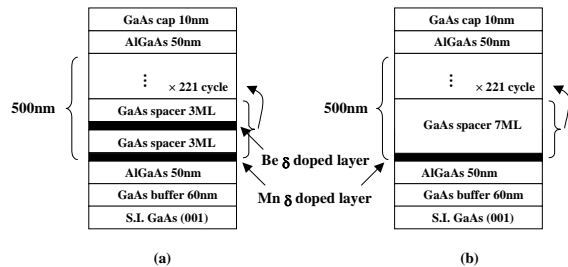 GaAs cap 10nm
AlGaAs 50nm
⋮ × 221 cycle
500nm
GaAs spacer 3ML
GaAs spacer 3ML
Be δ doped layer
AlGaAs 50nm
Mn δ doped layer
GaAs buffer 60nm
S.I. GaAs (001)
(a)
GaAs cap 10nm
AlGaAs 50nm
⋮ × 221 cycle
500nm
GaAs spacer 7ML
AlGaAs 50nm
GaAs buffer 60nm
S.I. GaAs (001)
(b)